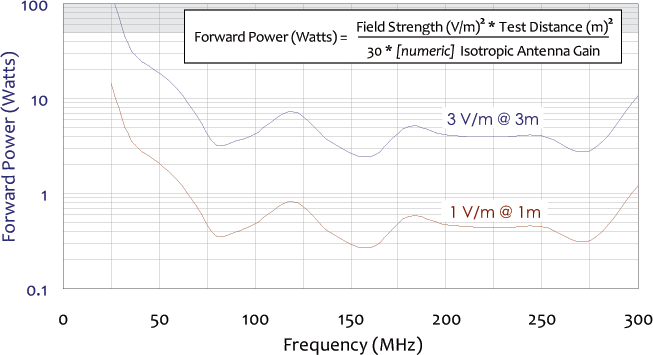 100
10
1
0.1
Forward Power (Watts)
Forward Power (Watts) = Field Strength (V/m)² * Test Distance (m)²
30 * [numeric] Isotropic Antenna Gain
3 V/m @ 3m
1 V/m @ 1m
0 50 100 150 200 250 300
Frequency (MHz)